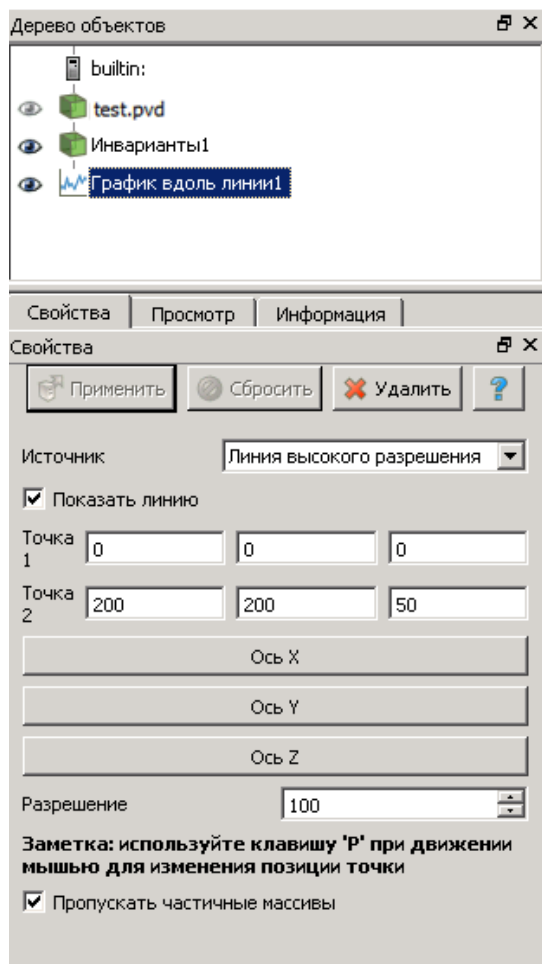 Дерево объектов
builtin:
test.pvd
Инварианты1
График вдоль линии1
Свойства Просмотр Информация
Свойства
Применить Сбросить Удалить ?
Источник Линия высокого разрешения
Показать линию
Точка 1 0 0 0
Точка 2 200 200 50
Ось X
Ось Y
Ось Z
Разрешение 100
Заметка: используйте клавишу 'P' при движении
мышью для изменения позиции точки
Пропускать частичные массивы